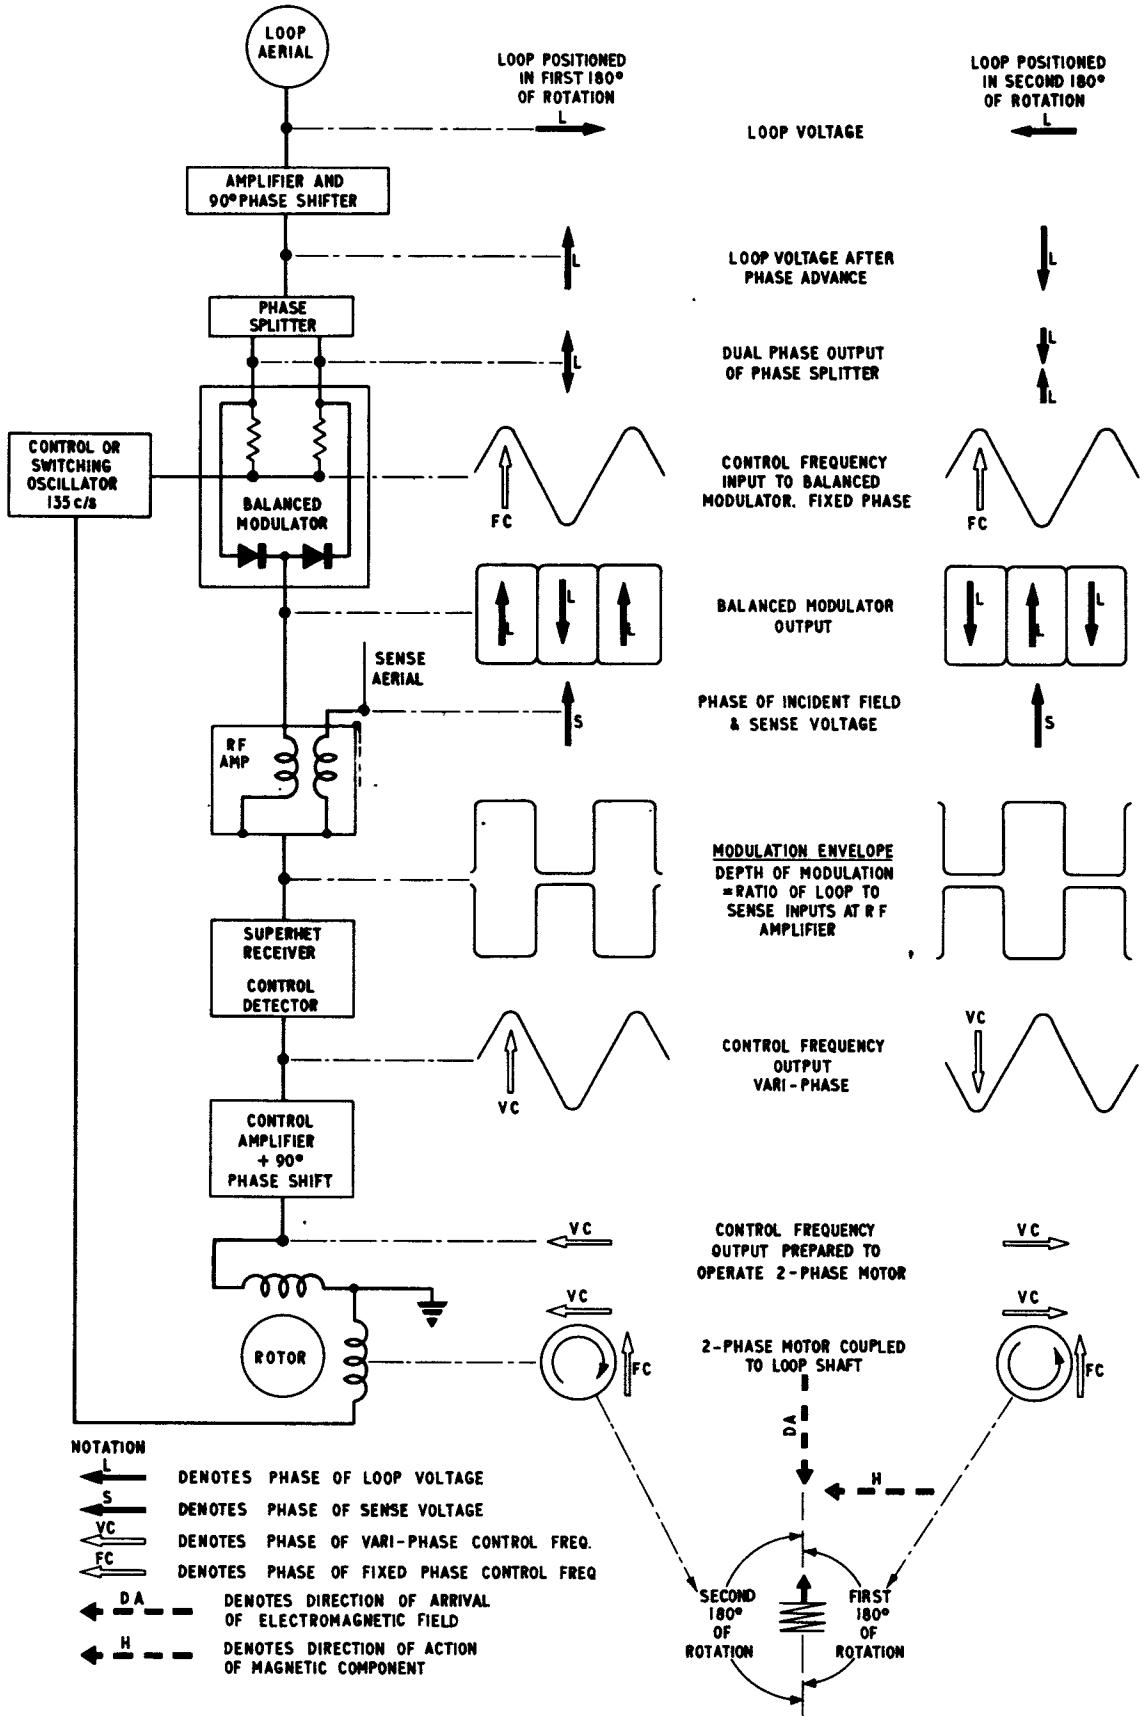 LOOP
AERIAL
LOOP POSITIONED
IN FIRST 180°
OF ROTATION
L
LOOP VOLTAGE
LOOP POSITIONED
IN SECOND 180°
OF ROTATION
L
AMPLIFIER AND
90° PHASE SHIFTER
L
LOOP VOLTAGE AFTER
PHASE ADVANCE
L
PHASE
SPLITTER
L
DUAL PHASE OUTPUT
OF PHASE SPLITTER
L
L
CONTROL OR
SWITCHING
OSCILLATOR
135 c/s
BALANCED
MODULATOR
FC
CONTROL FREQUENCY
INPUT TO BALANCED
MODULATOR. FIXED PHASE
FC
L
L
L
BALANCED MODULATOR
OUTPUT
L
L
L
SENSE
AERIAL
S
PHASE OF INCIDENT FIELD
& SENSE VOLTAGE
S
RF
AMP
MODULATION ENVELOPE
DEPTH OF MODULATION
=RATIO OF LOOP TO
SENSE INPUTS AT R F
AMPLIFIER
SUPERHET
RECEIVER
CONTROL
DETECTOR
VC
CONTROL FREQUENCY
OUTPUT
VARI-PHASE
VC
CONTROL
AMPLIFIER
+ 90°
PHASE SHIFT
VC
CONTROL FREQUENCY
OUTPUT PREPARED TO
OPERATE 2-PHASE MOTOR
VC
ROTOR
VC
FC
2-PHASE MOTOR COUPLED
TO LOOP SHAFT
VC
FC
DA
H
SECOND
180°
OF
ROTATION
FIRST
180°
OF
ROTATION
NOTATION
L
DENOTES PHASE OF LOOP VOLTAGE
S
DENOTES PHASE OF SENSE VOLTAGE
VC
DENOTES PHASE OF VARI-PHASE CONTROL FREQ.
FC
DENOTES PHASE OF FIXED PHASE CONTROL FREQ
DA
DENOTES DIRECTION OF ARRIVAL
OF ELECTROMAGNETIC FIELD
H
DENOTES DIRECTION OF ACTION
OF MAGNETIC COMPONENT